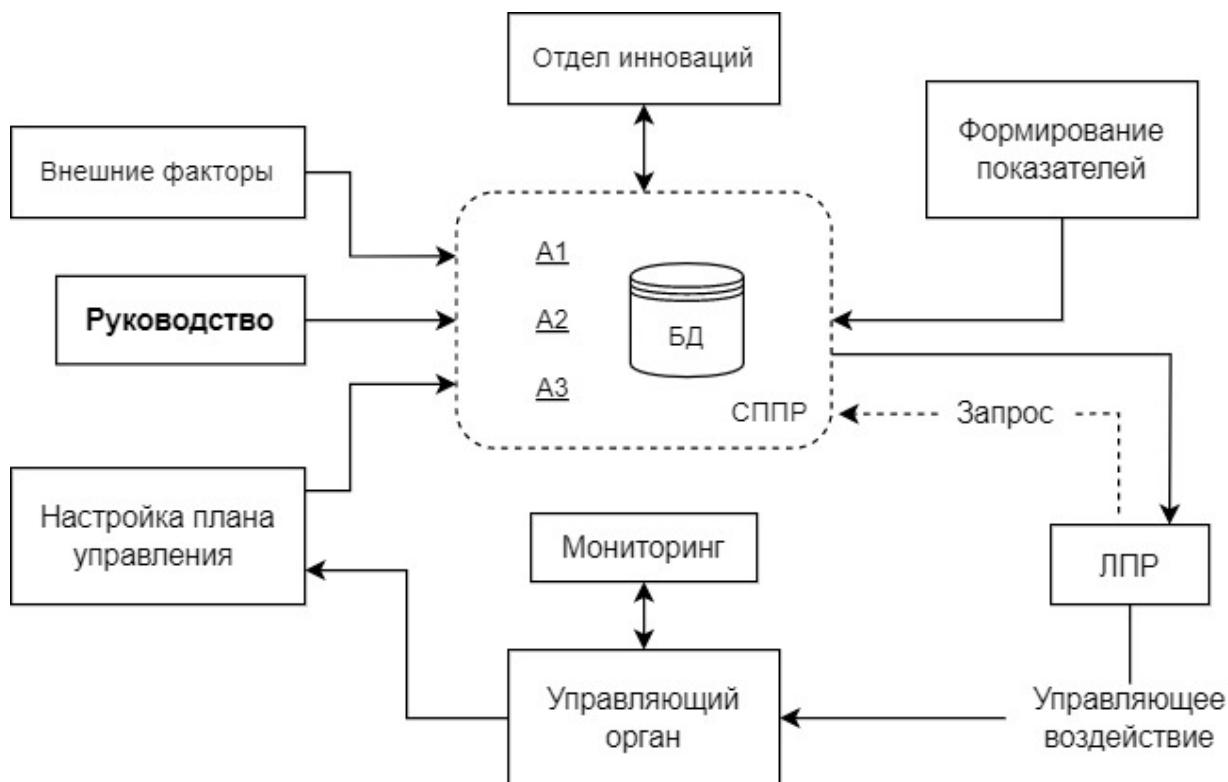 Отдел инноваций
Формирование
показателей
Внешние факторы
А1
Руководство
А2
БД
А3
СППР
Запрос
Настройка плана
управления
Мониторинг
ЛПР
Управляющий
орган
Управляющее
воздействие